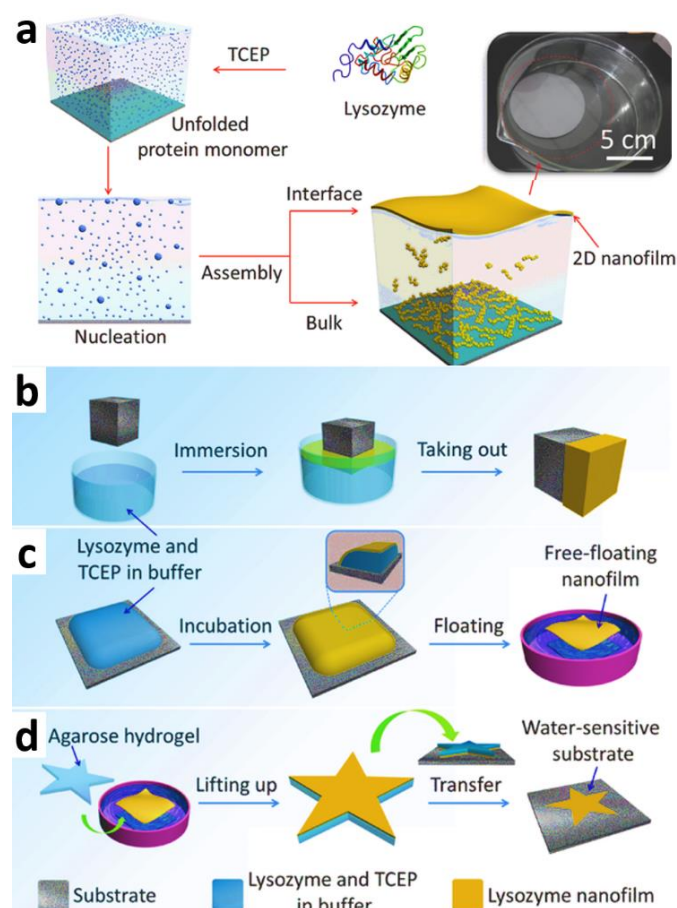 a
TCEP
Lysozyme
Unfolded
protein monomer
5 cm
Interface
Assembly
2D nanofilm
Bulk
Nucleation
b
Immersion
Taking out
Lysozyme and
TCEP in buffer
c
Incubation
Floating
Free-floating
nanofilm
d
Agarose hydrogel
Lifting up
Transfer
Water-sensitive
substrate
Substrate
Lysozyme and TCEP
in buffer
Lysozyme nanofilm